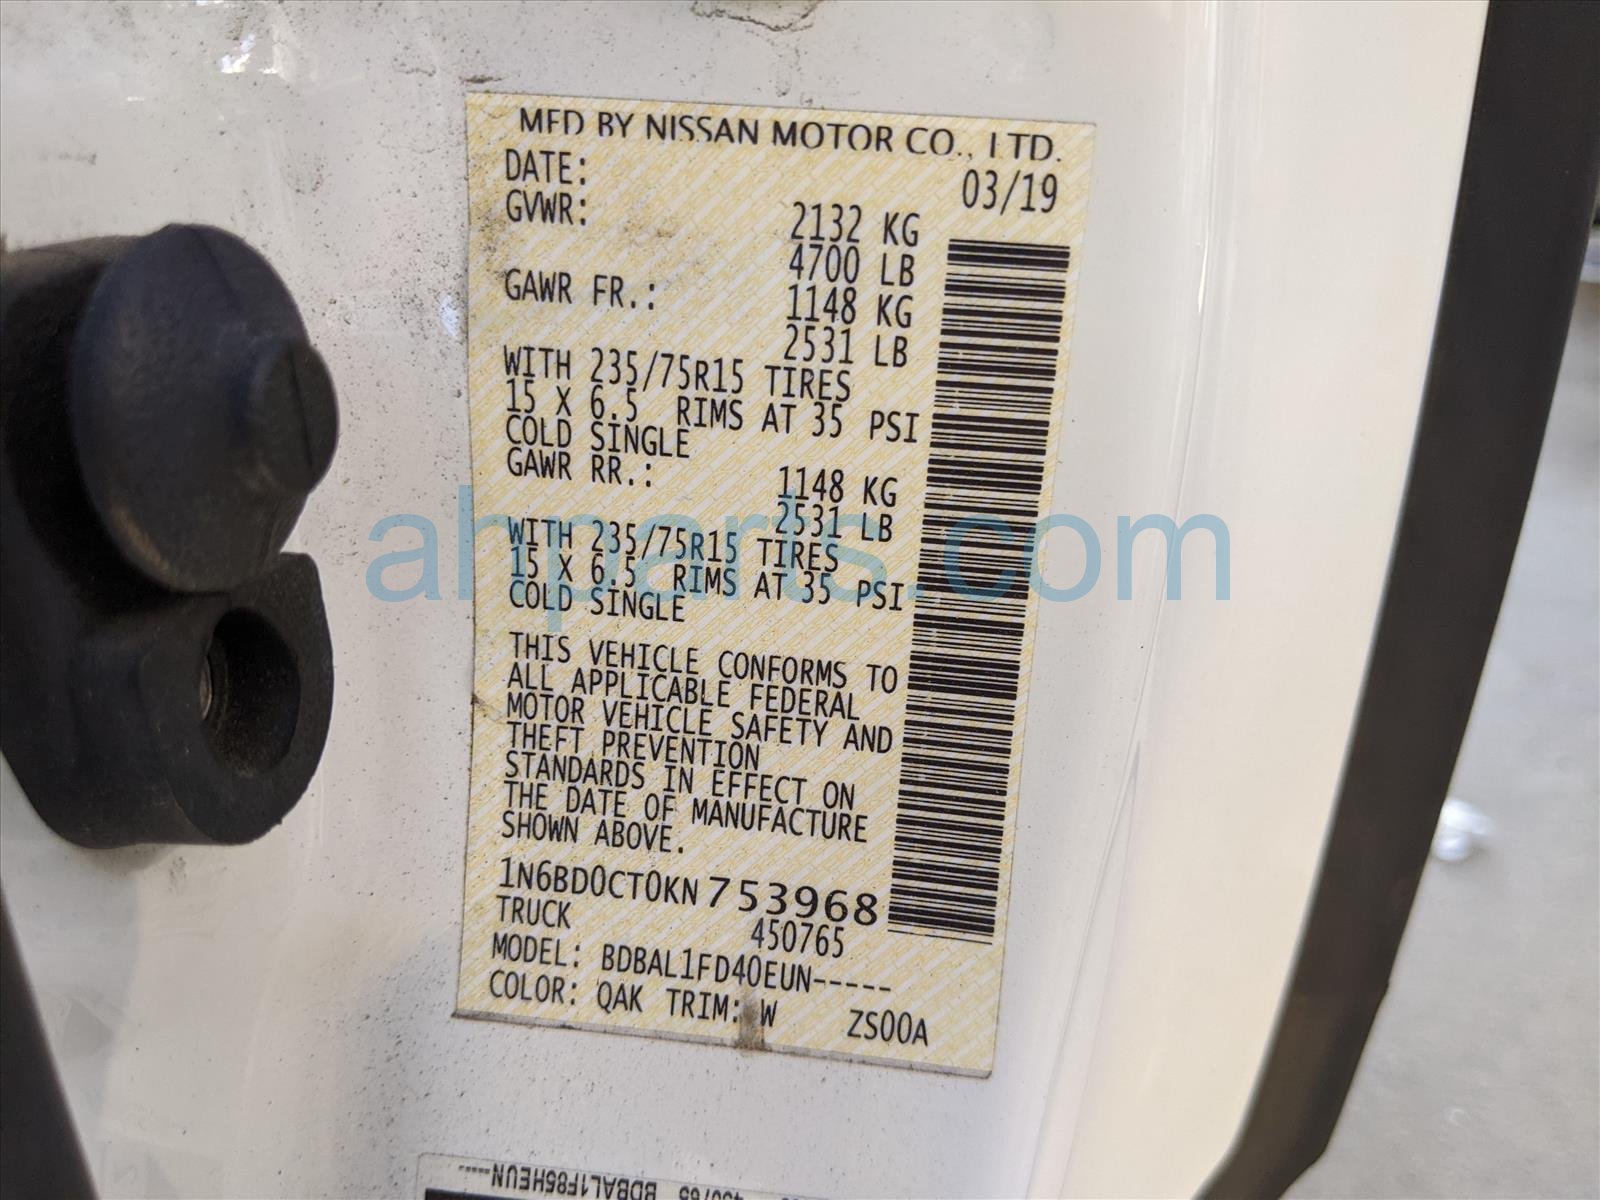 MFD BY NISSAN MOTOR CO., LTD.
DATE: 03/19
GVWR: 2132 KG
4700 LB
GAWR FR.: 1148 KG
2531 LB
WITH 235/75R15 TIRES
15 X 6.5 RIMS AT 35 PSI
COLD SINGLE
GAWR RR.: 1148 KG
2531 LB
WITH 235/75R15 TIRES
15 X 6.5 RIMS AT 35 PSI
COLD SINGLE
THIS VEHICLE CONFORMS TO
ALL APPLICABLE FEDERAL
MOTOR VEHICLE SAFETY AND
THEFT PREVENTION
STANDARDS IN EFFECT ON
THE DATE OF MANUFACTURE
SHOWN ABOVE.
1N6BD0CT0KN753968
TRUCK 450765
MODEL: BDBAL1FD40EUN-----
COLOR: QAK TRIM: W ZS00A
ahparts.com